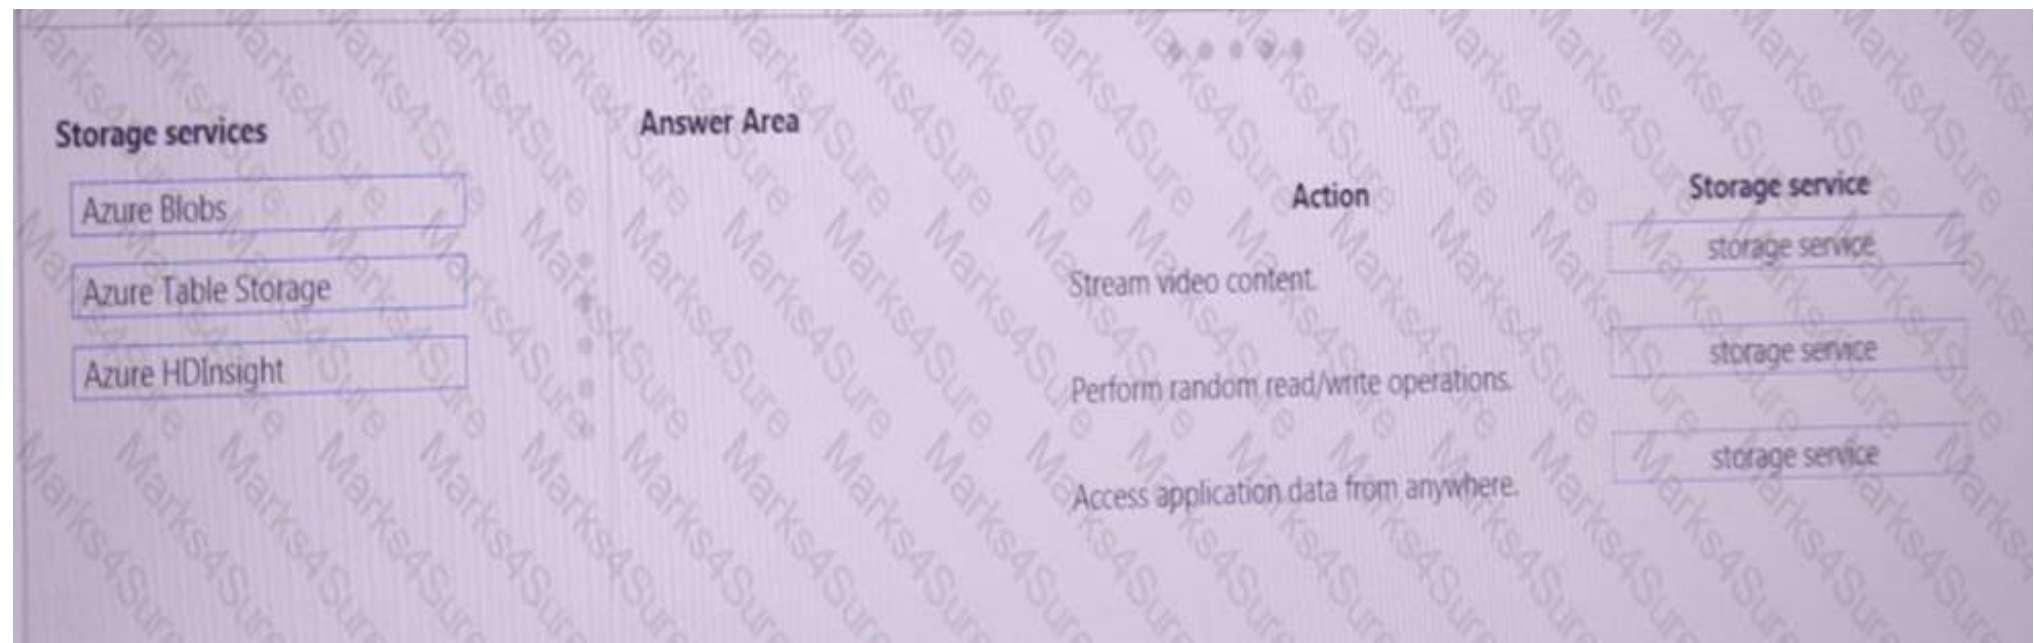 Storage services
Azure Blobs
Azure Table Storage
Azure HDInsight
Answer Area
Action
Storage service
Stream video content.
storage service
Perform random read/write operations.
storage service
Access application data from anywhere.
storage service
Marks4Sure